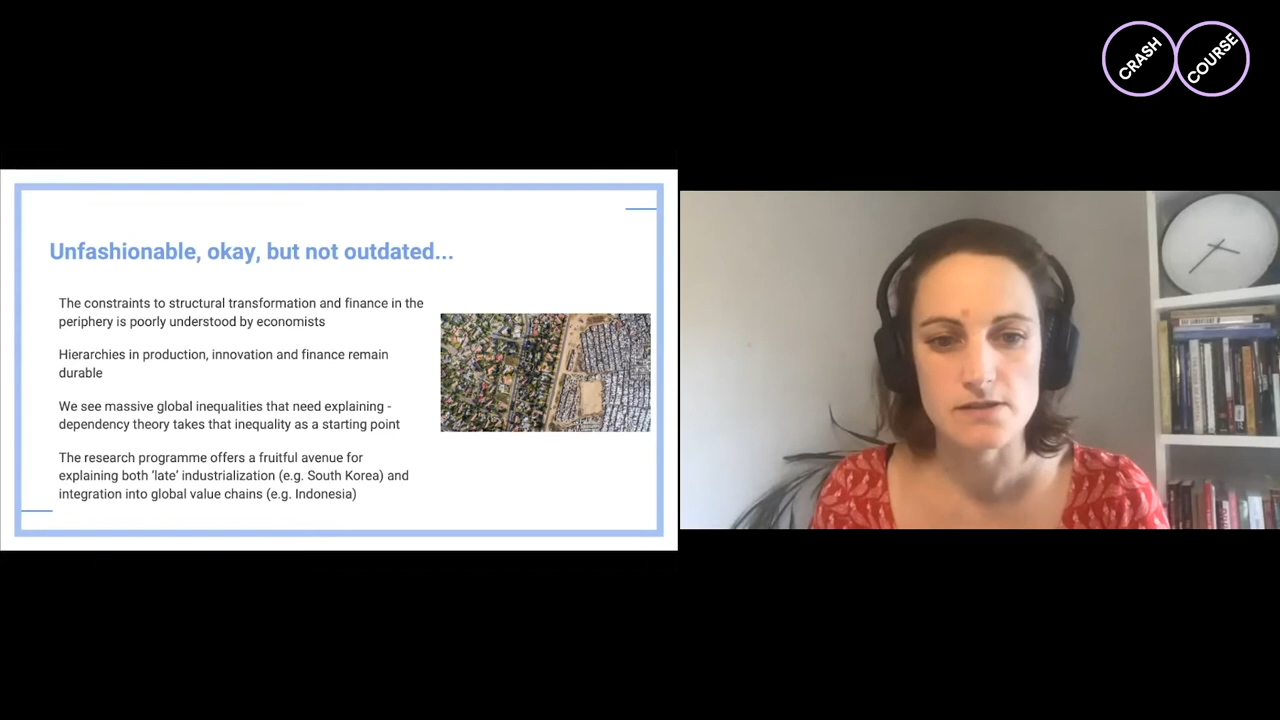 CRASH COURSE
Unfashionable, okay, but not outdated...
The constraints to structural transformation and finance in the
periphery is poorly understood by economists
Hierarchies in production, innovation and finance remain
durable
We see massive global inequalities that need explaining -
dependency theory takes that inequality as a starting point
The research programme offers a fruitful avenue for
explaining both ‘late’ industrialization (e.g. South Korea) and
integration into global value chains (e.g. Indonesia)